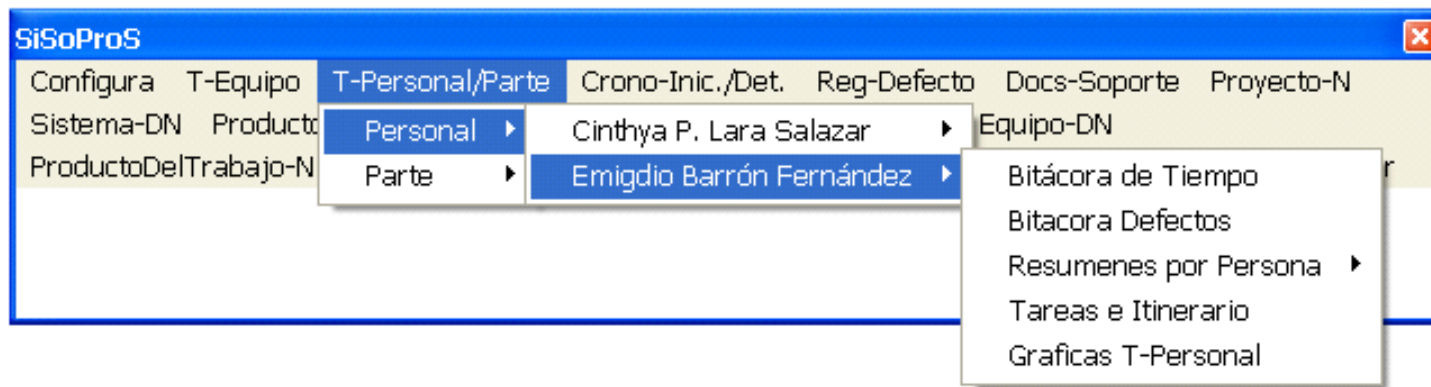 SiSoProS
Configura T-Equipo T-Personal/Parte Crono-Inic./Det. Reg-Defecto Docs-Soporte Proyecto-N
Sistema-DN Personal Cinthya P. Lara Salazar Equipo-DN
ProductoDelTrabajo-N Parte Emigdio Barrón Fernández Bitácora de Tiempo
Bitacora Defectos
Resumenes por Persona
Tareas e Itinerario
Graficas T-Personal